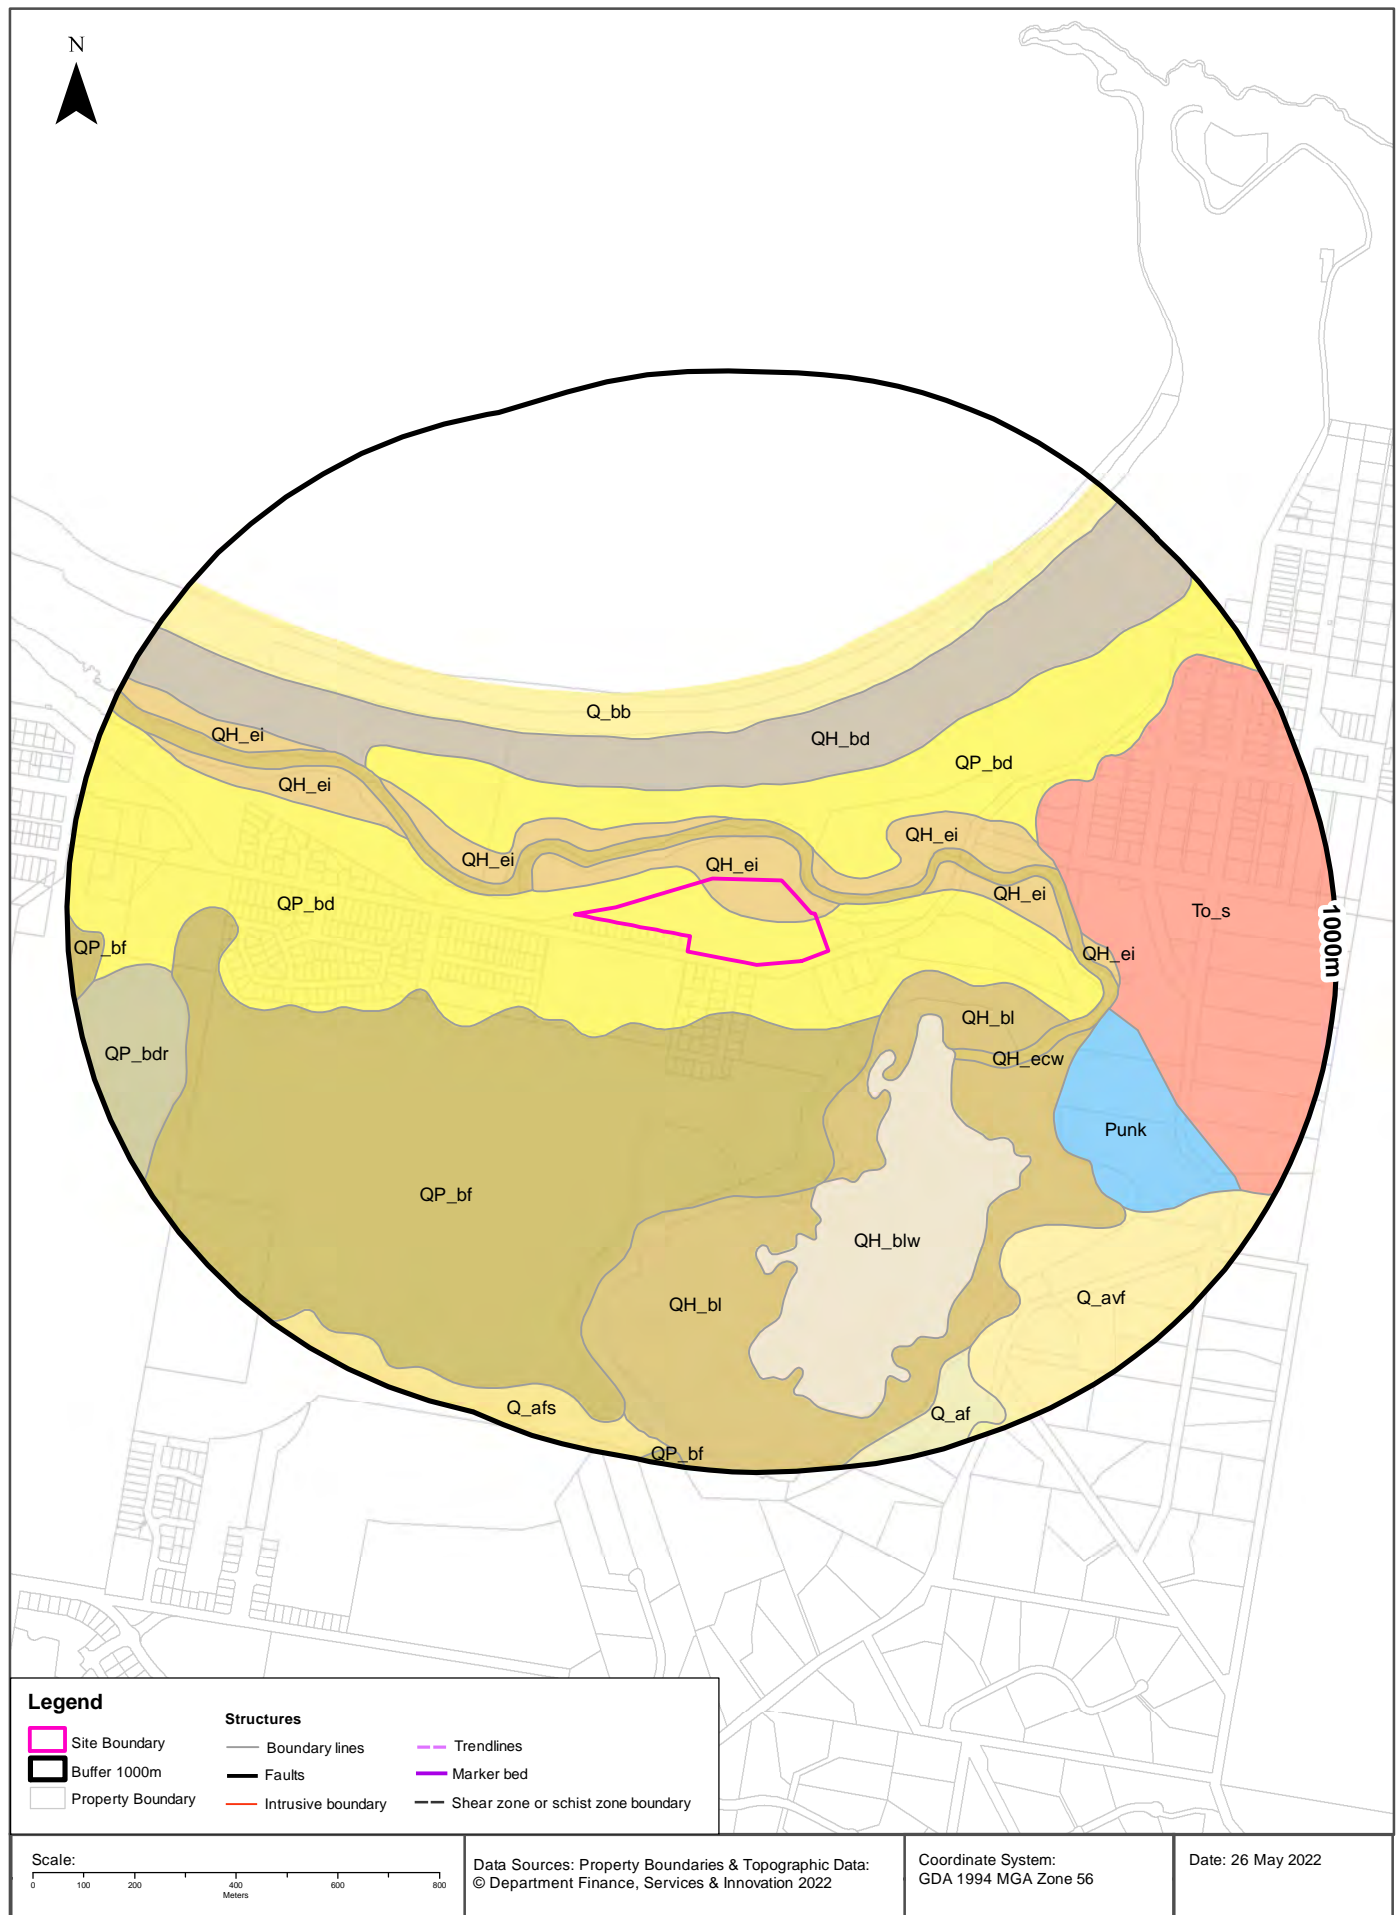 N
Q_bb
QH_ei
QH_bd
QP_bd
QH_ei
QH_ei
QH_ei
QH_ei
QH_ei
QP_bd
To_s
1000m
QP_bf
QH_ei
QH_bl
QP_bdr
QH_ecw
Punk
QP_bf
QH_blw
Q_avf
QH_bl
Q_afs
Q_af
QP_bf
Legend
Site Boundary
Buffer 1000m
Property Boundary
Structures
Boundary lines
Faults
Intrusive boundary
Trendlines
Marker bed
Shear zone or schist zone boundary
Scale:
0 100 200 400 600 800
Meters
Data Sources: Property Boundaries & Topographic Data:
© Department Finance, Services & Innovation 2022
Coordinate System:
GDA 1994 MGA Zone 56
Date: 26 May 2022